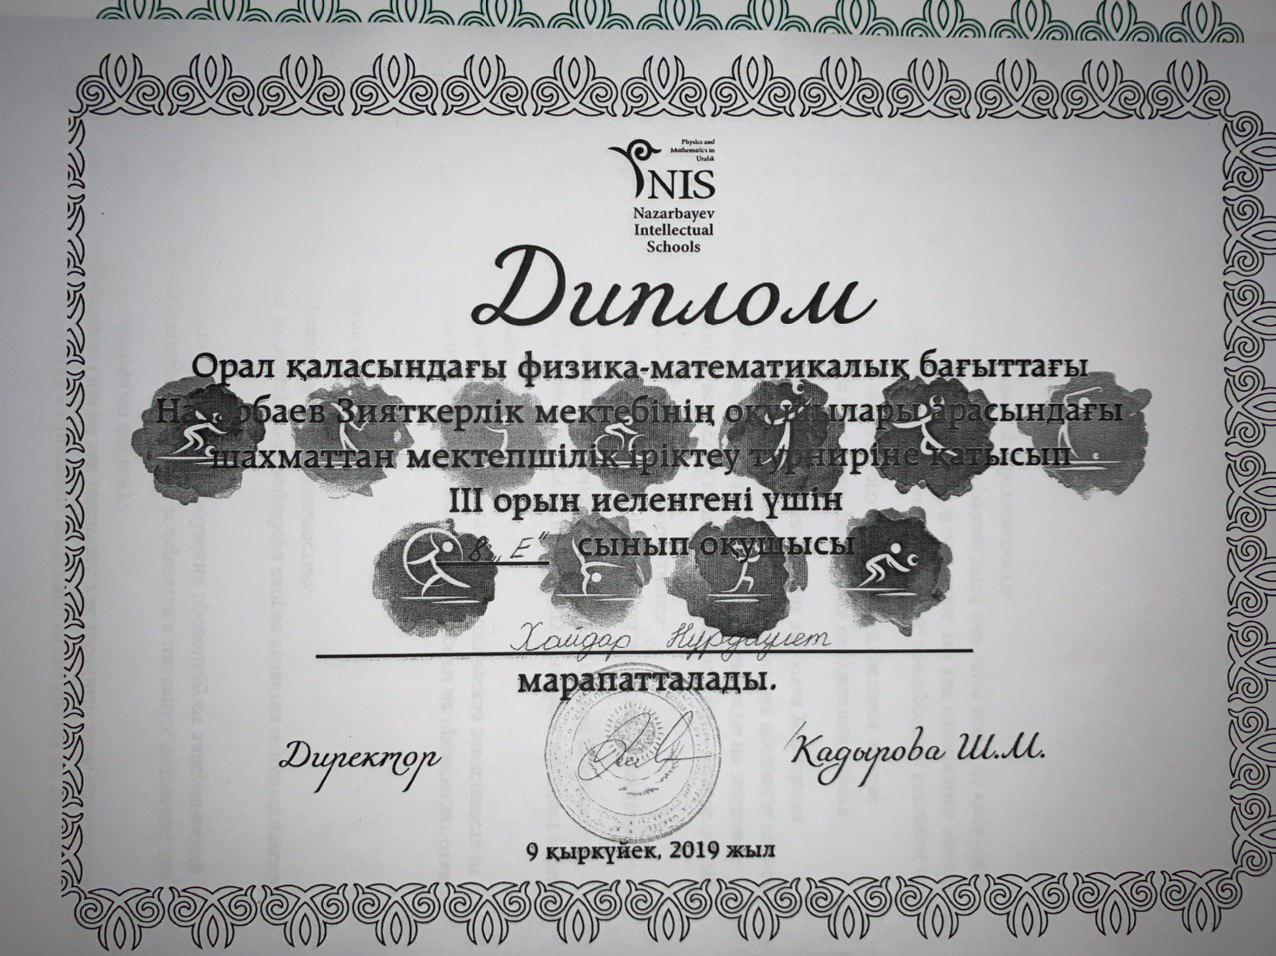 Physics and
Mathematics in
Uralsk
NIS
Nazarbayev
Intellectual
Schools
Диплом
Орал қаласындағы физика-математикалық бағыттағы
Назарбаев Зияткерлік мектебінің оқушылары арасындағы
шахматтан мектепшілік іріктеу турниріне қатысып
III орын иеленгені үшін
8 „Е" сынып оқушысы
Хайдар Нұрдәулет
марапатталады.
Директор Кадырова Ш.М.
9 қыркүйек, 2019 жыл